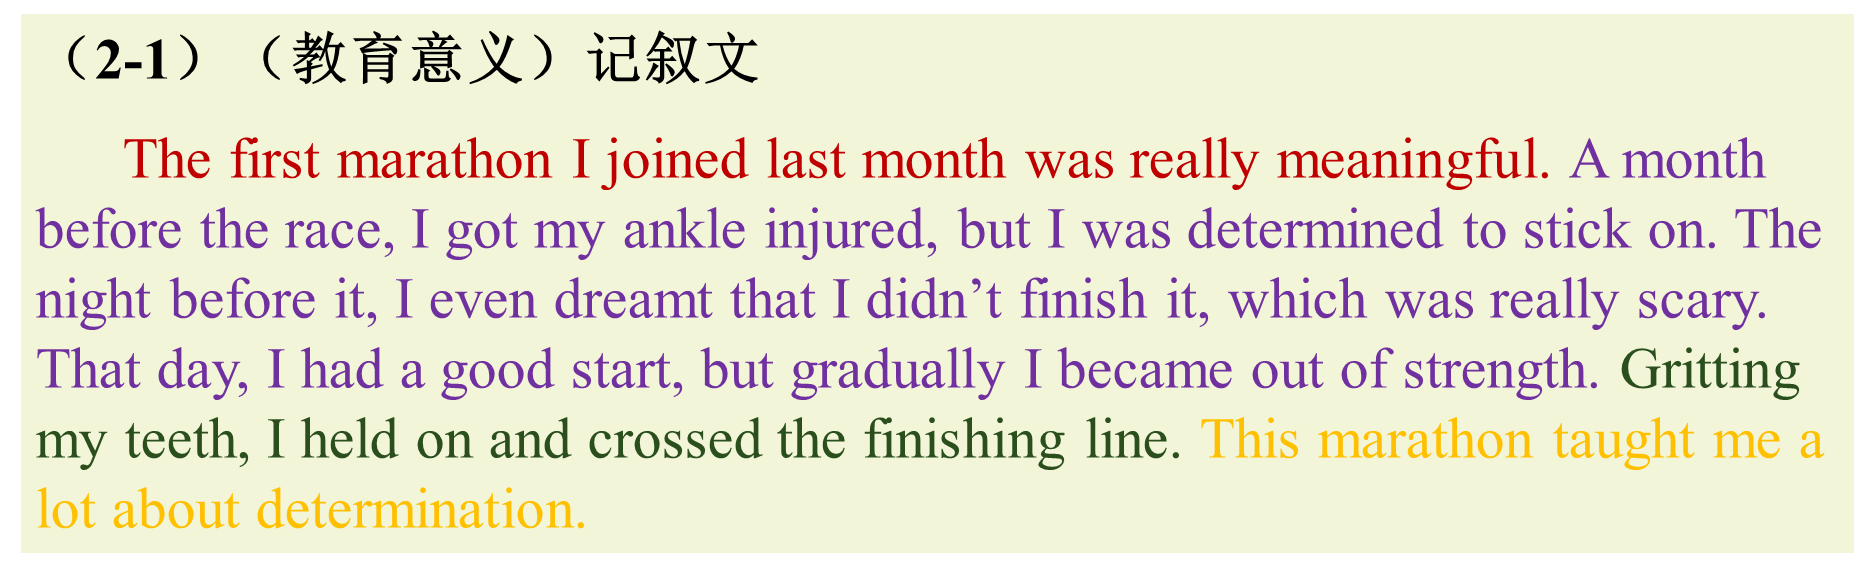 （2-1）（教育意义）记叙文
The first marathon I joined last month was really meaningful. A month
before the race, I got my ankle injured, but I was determined to stick on. The
night before it, I even dreamt that I didn’t finish it, which was really scary.
That day, I had a good start, but gradually I became out of strength. Gritting
my teeth, I held on and crossed the finishing line. This marathon taught me a
lot about determination.